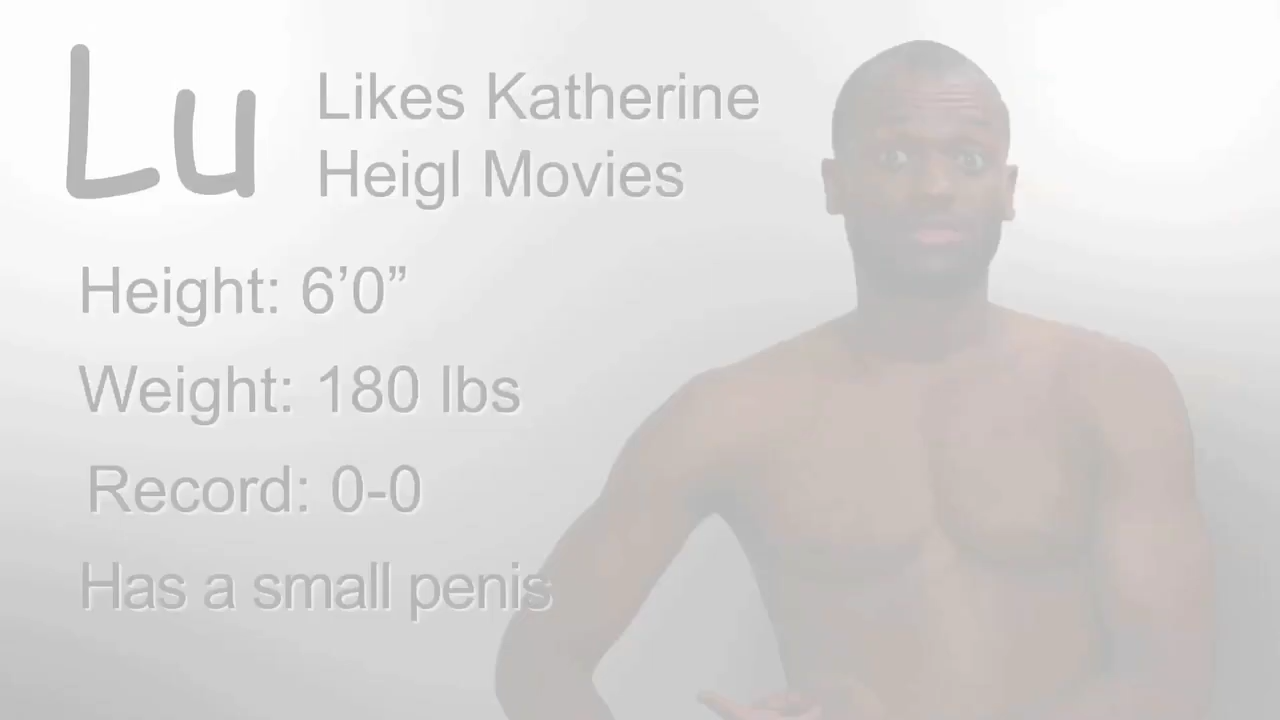 Lu
Likes Katherine
Heigl Movies
Height: 6’0”
Weight: 180 lbs
Record: 0-0
Has a small penis